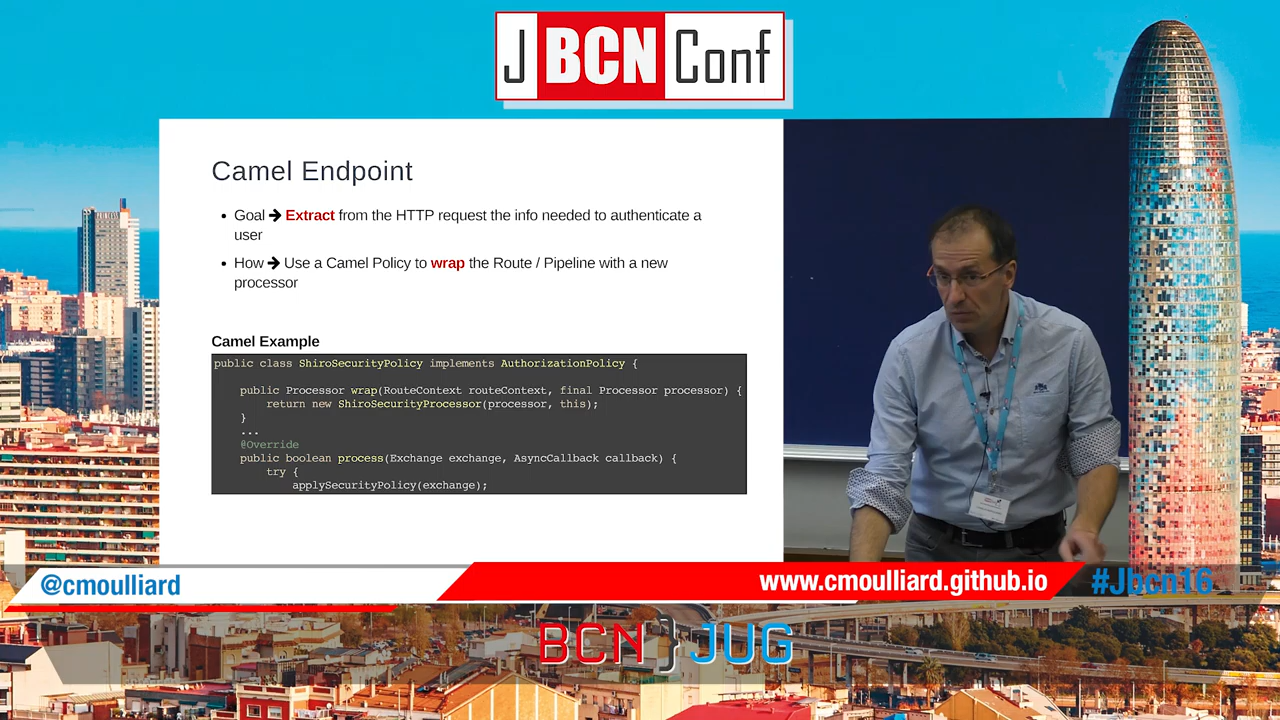 J BCN Conf
Camel Endpoint
• Goal ➔ Extract from the HTTP request the info needed to authenticate a
user
• How ➔ Use a Camel Policy to wrap the Route / Pipeline with a new
processor
Camel Example
public class ShiroSecurityPolicy implements AuthorizationPolicy {
public Processor wrap(RouteContext routeContext, final Processor processor) {
return new ShiroSecurityProcessor(processor, this);
}
...
@Override
public boolean process(Exchange exchange, AsyncCallback callback) {
try {
applySecurityPolicy(exchange);
@cmoulliard
www.cmoulliard.github.io
#Jbcn16
BCN } JUG